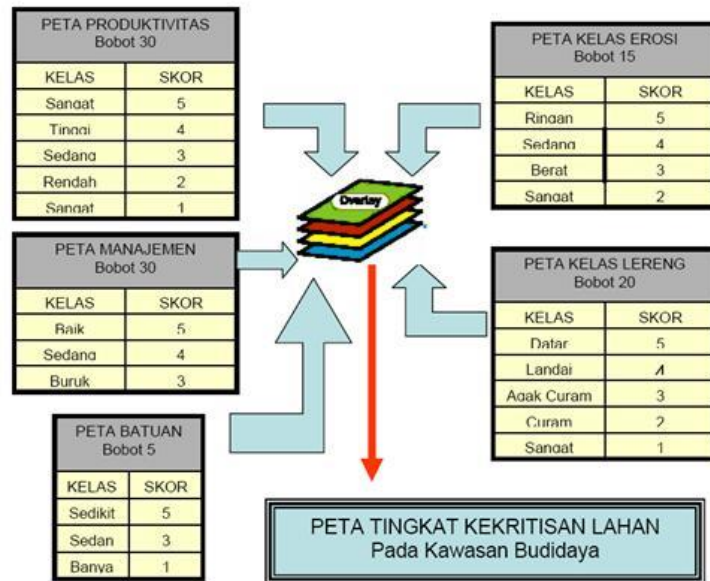 PETA PRODUKTIVITAS
Bobot 30
KELAS SKOR
Sangat 5
Tinggi 4
Sedang 3
Rendah 2
Sangat 1
PETA MANAJEMEN
Bobot 30
KELAS SKOR
Baik 5
Sedang 4
Buruk 3
PETA BATUAN
Bobot 5
KELAS SKOR
Sedikit 5
Sedan 3
Banya 1
Overlay
PETA KELAS EROSI
Bobot 15
KELAS SKOR
Ringan 5
Sedang 4
Berat 3
Sangat 2
PETA KELAS LERENG
Bobot 20
KELAS SKOR
Datar 5
Landai 4
Agak Curam 3
Curam 2
Sangat 1
PETA TINGKAT KEKRITISAN LAHAN
Pada Kawasan Budidaya